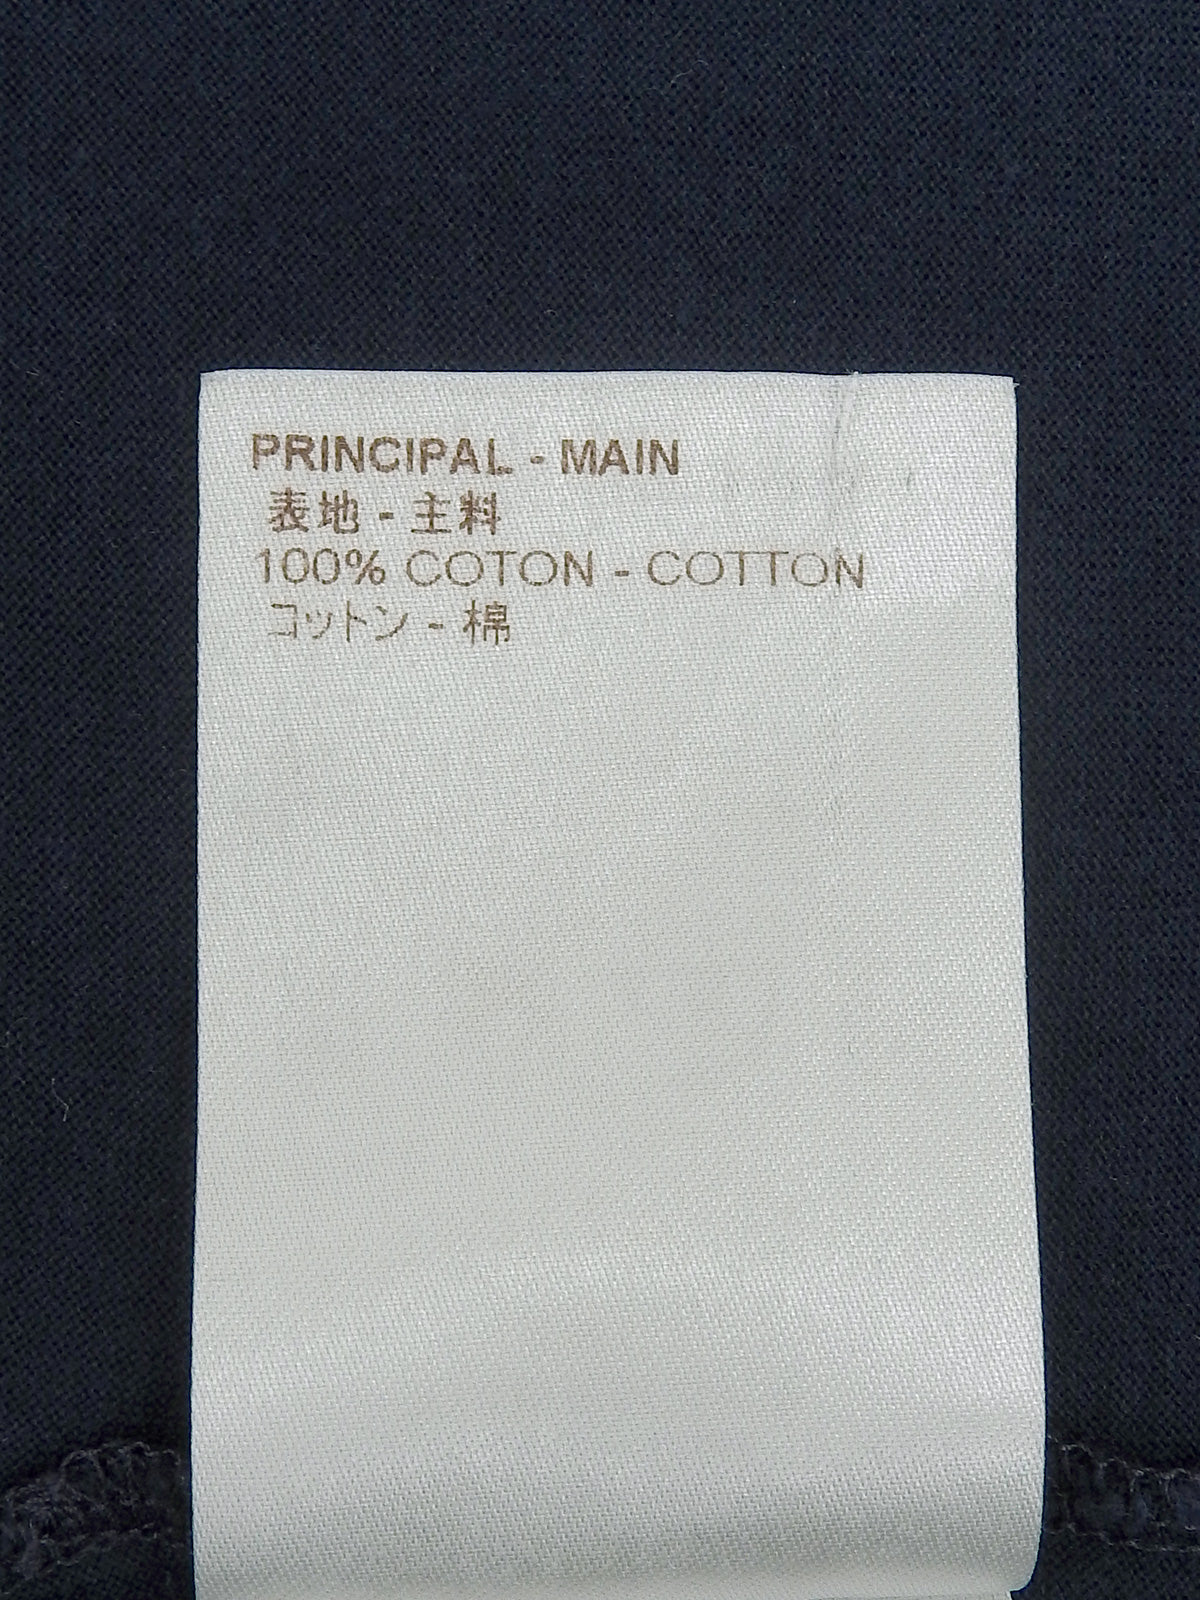 PRINCIPAL - MAIN
表地 - 主料
100% COTON - COTTON
コットン - 棉